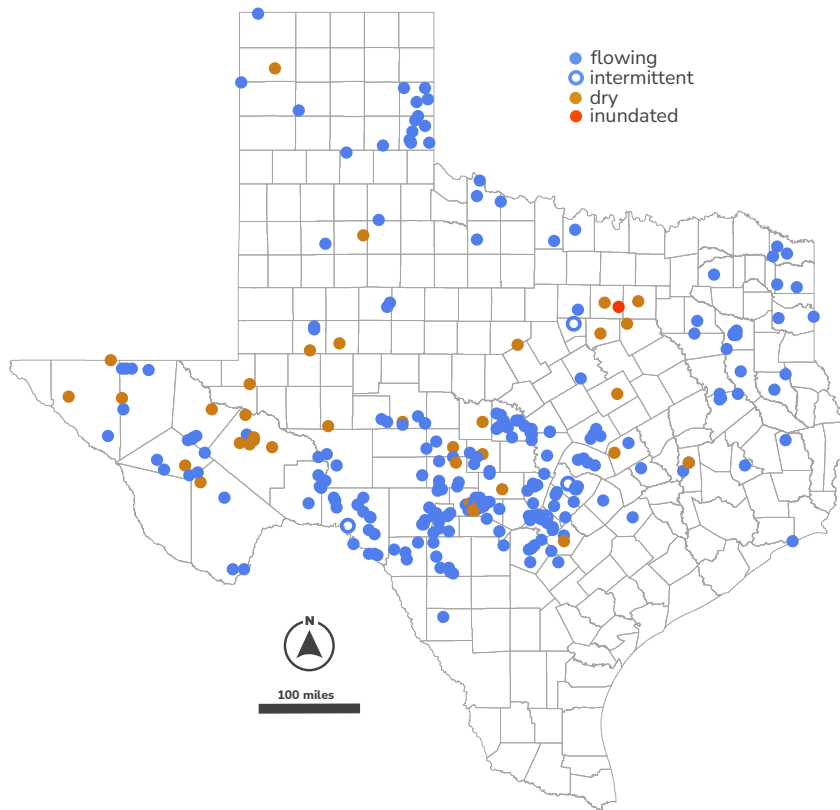 flowing
intermittent
dry
inundated
N
100 miles